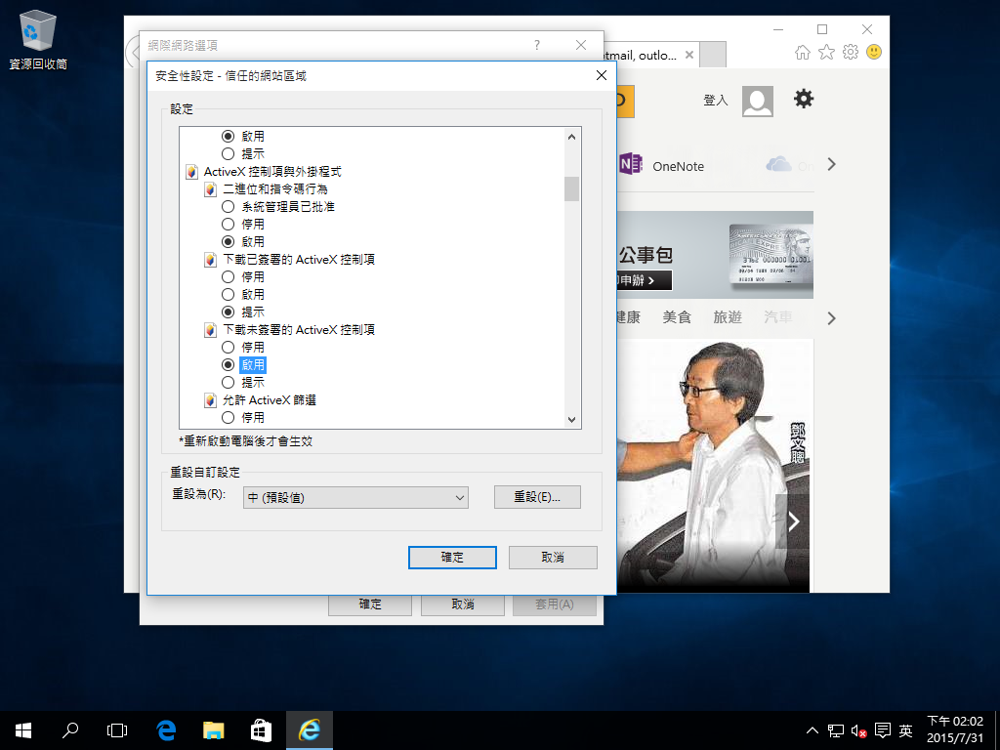 資源回收筒
網際網路選項
?
tmail, outlo...
安全性設定 - 信任的網站區域
設定
啟用
提示
ActiveX 控制項與外掛程式
二進位和指令碼行為
系統管理員已批准
停用
啟用
下載已簽署的 ActiveX 控制項
停用
啟用
提示
下載未簽署的 ActiveX 控制項
停用
啟用
提示
允許 ActiveX 篩選
停用
*重新啟動電腦後才會生效
重設自訂設定
重設為(R):
中 (預設值)
重設(E)...
確定
取消
確定
取消
套用(A)
登入
N
OneNote
On
公事包
申辦
健康
美食
旅遊
汽車
鄧文聰
英
下午 02:02
2015/7/31